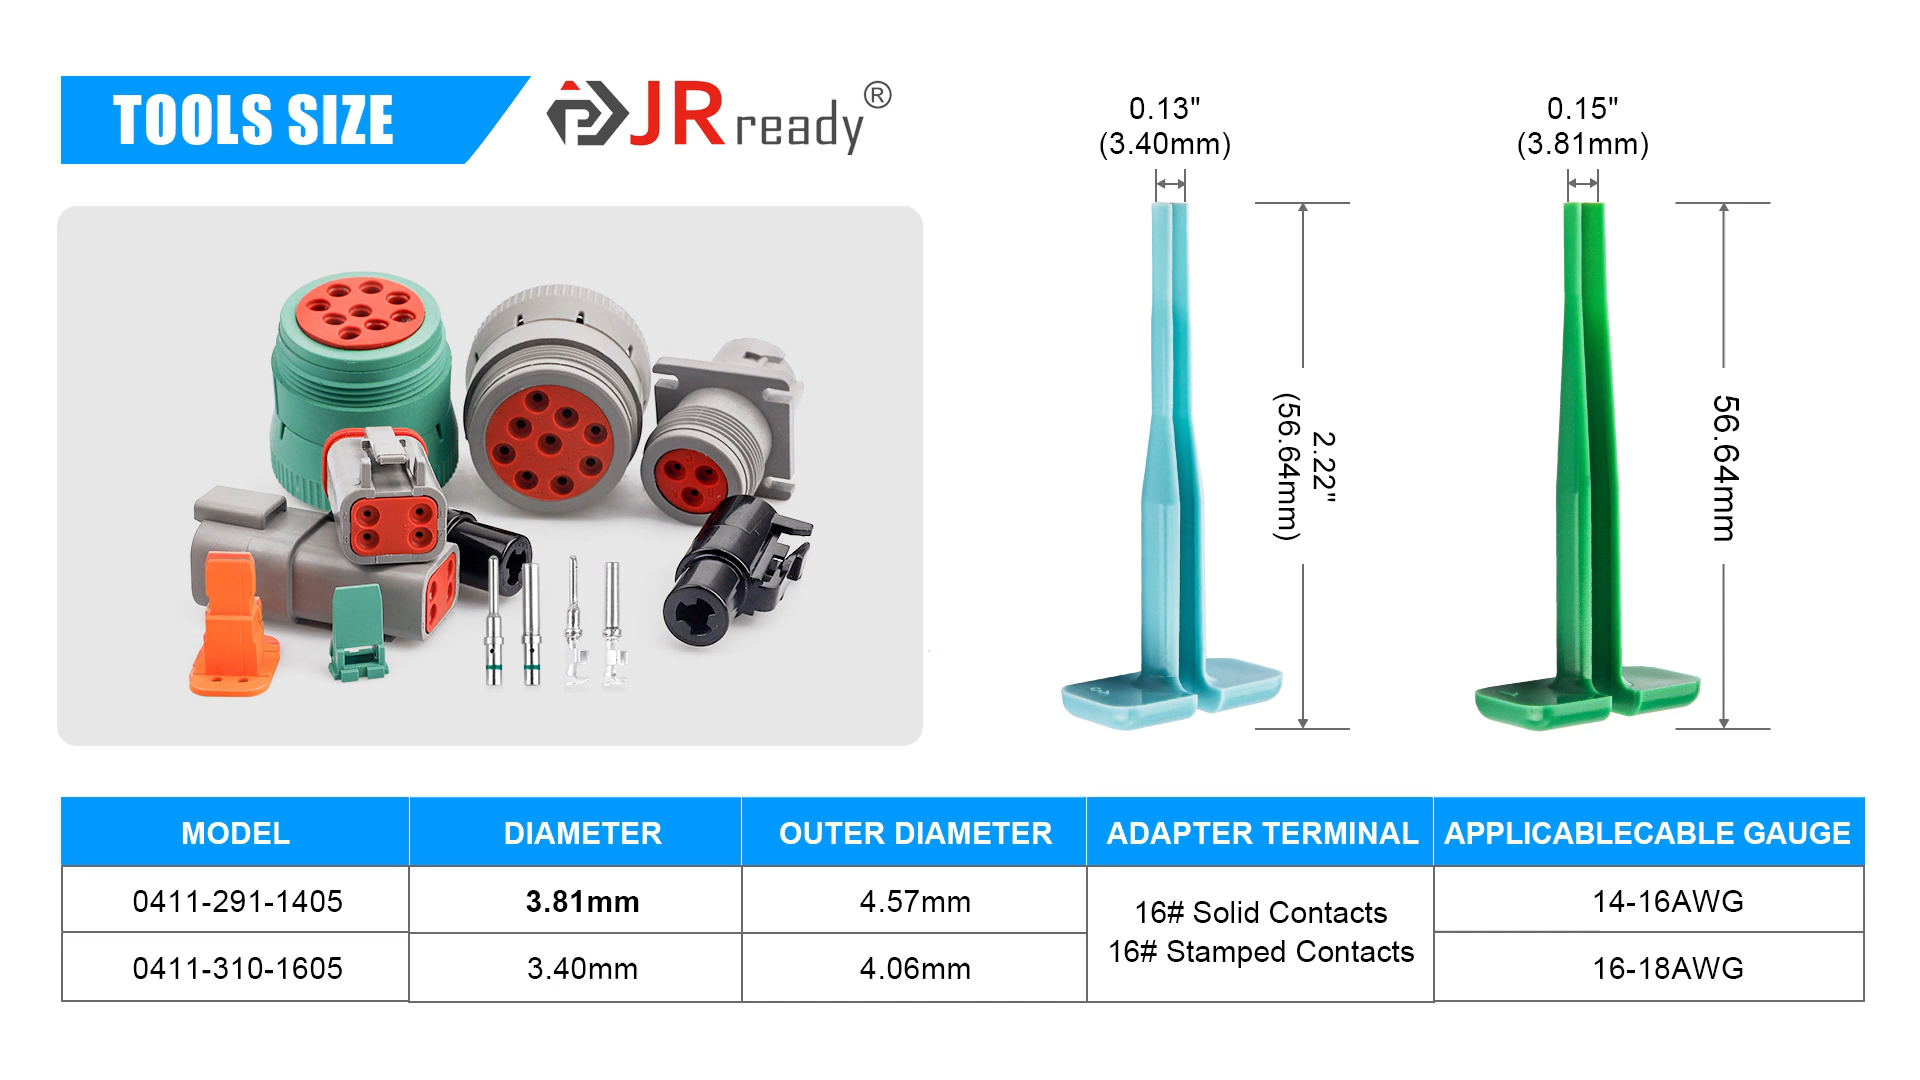 TOOLS SIZE
JR ready®
0.13"
(3.40mm)
0.15"
(3.81mm)
2.22"
(56.64mm)
56.64mm
MODEL DIAMETER OUTER DIAMETER ADAPTER TERMINAL APPLICABLECABLE GAUGE
0411-291-1405 3.81mm 4.57mm 14-16AWG
16# Solid Contacts
16# Stamped Contacts
0411-310-1605 3.40mm 4.06mm 16-18AWG